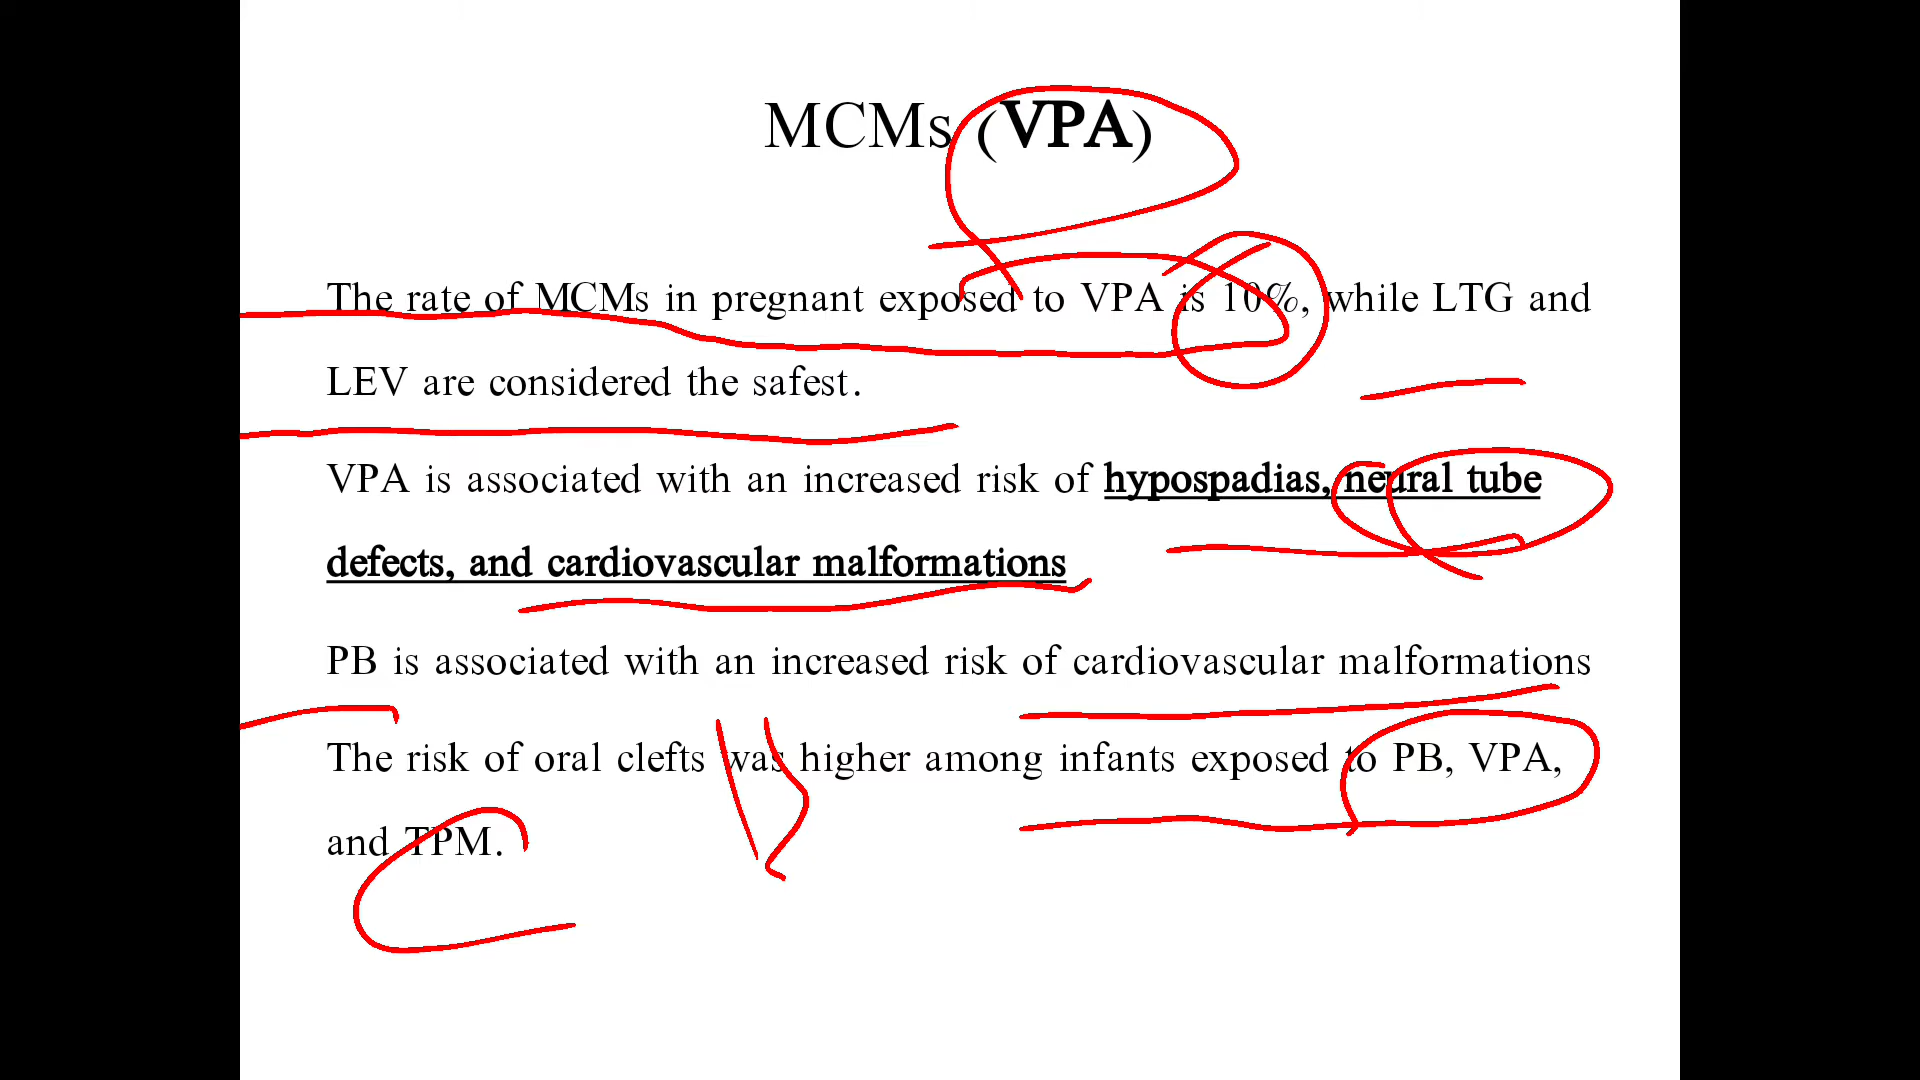 MCMs (VPA)
The rate of MCMs in pregnant exposed to VPA is 10%, while LTG and
LEV are considered the safest.
VPA is associated with an increased risk of hypospadias, neural tube
defects, and cardiovascular malformations
PB is associated with an increased risk of cardiovascular malformations
The risk of oral clefts was higher among infants exposed to PB, VPA,
and TPM.